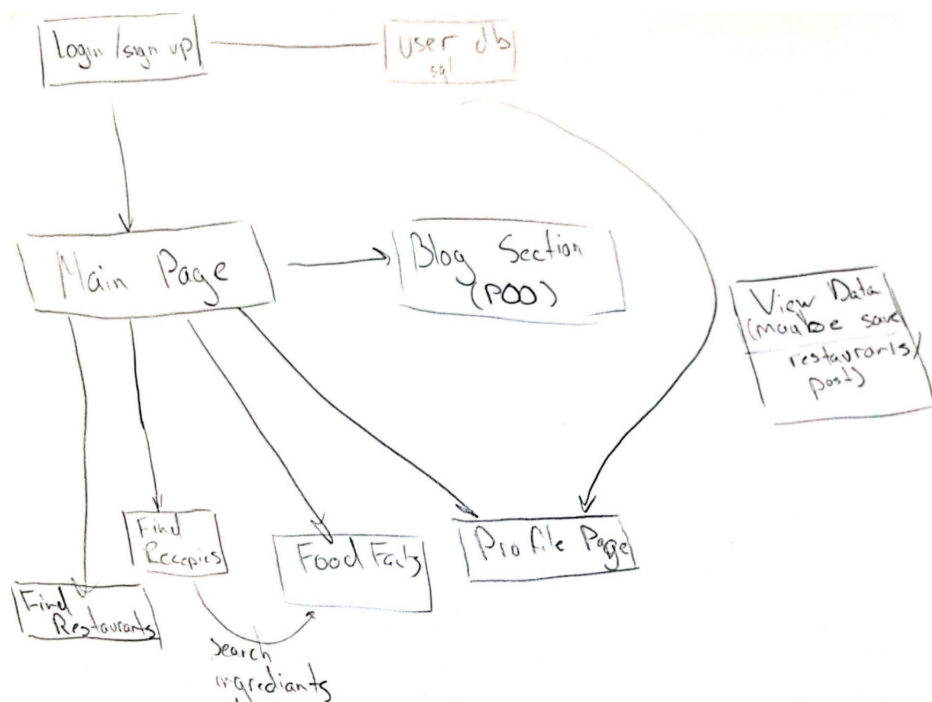 Login/sign up
User db
sql
Main Page
Blog Section
(POO)
View Data
(maybe save
restaurants/
post)
Find
Recepies
Food Facts
Profile Page
Find
Restaurants
search
ingrediants